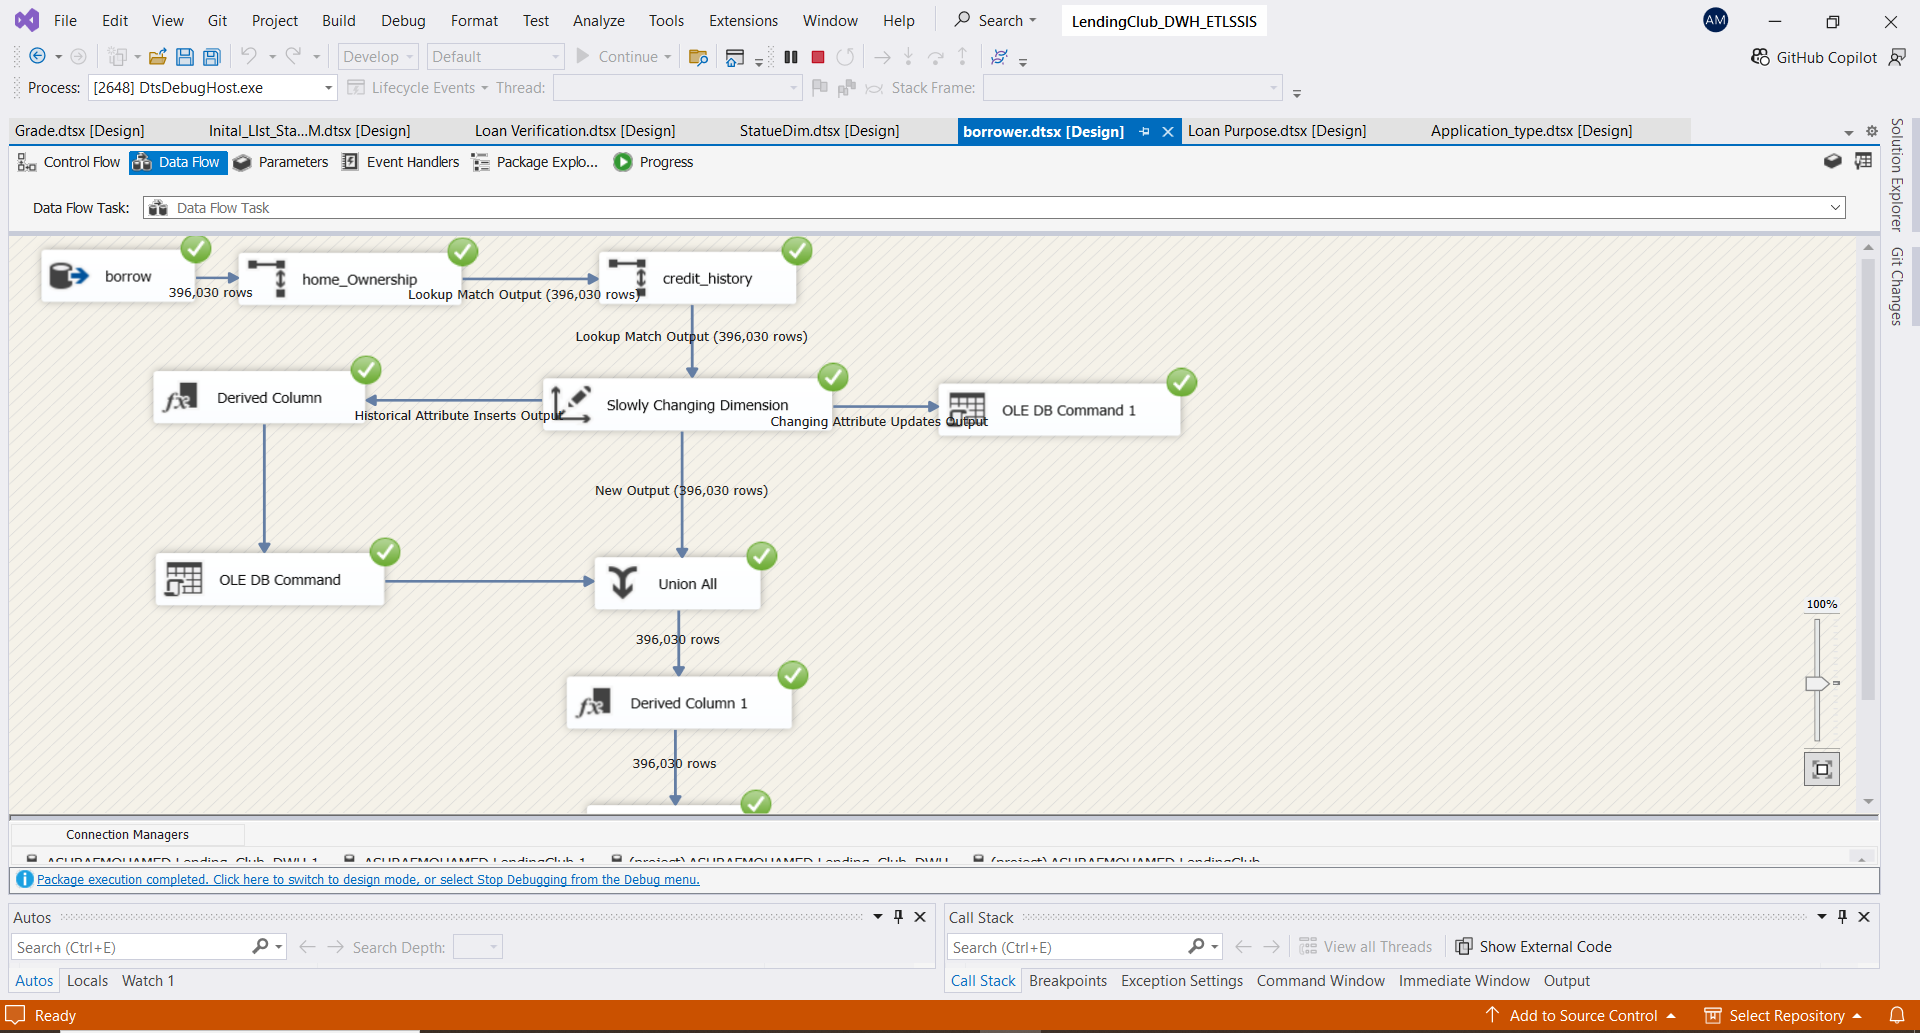 File Edit View Git Project Build Debug Format Test Analyze Tools Extensions Window Help Search LendingClub_DWH_ETLSSIS AM
Develop Default Continue GitHub Copilot
Process: [2648] DtsDebugHost.exe Lifecycle Events Thread: Stack Frame:
Grade.dtsx [Design] Inital_LIst_Sta...M.dtsx [Design] Loan Verification.dtsx [Design] StatueDim.dtsx [Design] borrower.dtsx [Design] Loan Purpose.dtsx [Design] Application_type.dtsx [Design]
Control Flow Data Flow Parameters Event Handlers Package Explo... Progress
Data Flow Task: Data Flow Task
borrow
396,030 rows
home_Ownership
Lookup Match Output (396,030 rows)
credit_history
Lookup Match Output (396,030 rows)
Derived Column
Historical Attribute Inserts Output
Slowly Changing Dimension
Changing Attribute Updates Output
OLE DB Command 1
New Output (396,030 rows)
OLE DB Command
Union All
396,030 rows
Derived Column 1
396,030 rows
100%
Solution Explorer
Git Changes
Connection Managers
ASHRAFMOHAMED.Lending_Club_DWH 1 ASHRAFMOHAMED.LendingClub 1 (project) ASHRAFMOHAMED.Lending_Club_DWH (project) ASHRAFMOHAMED.LendingClub
Package execution completed. Click here to switch to design mode, or select Stop Debugging from the Debug menu.
Autos
Search (Ctrl+E) Search Depth:
Autos Locals Watch 1
Call Stack
Search (Ctrl+E) View all Threads Show External Code
Call Stack Breakpoints Exception Settings Command Window Immediate Window Output
Ready Add to Source Control Select Repository